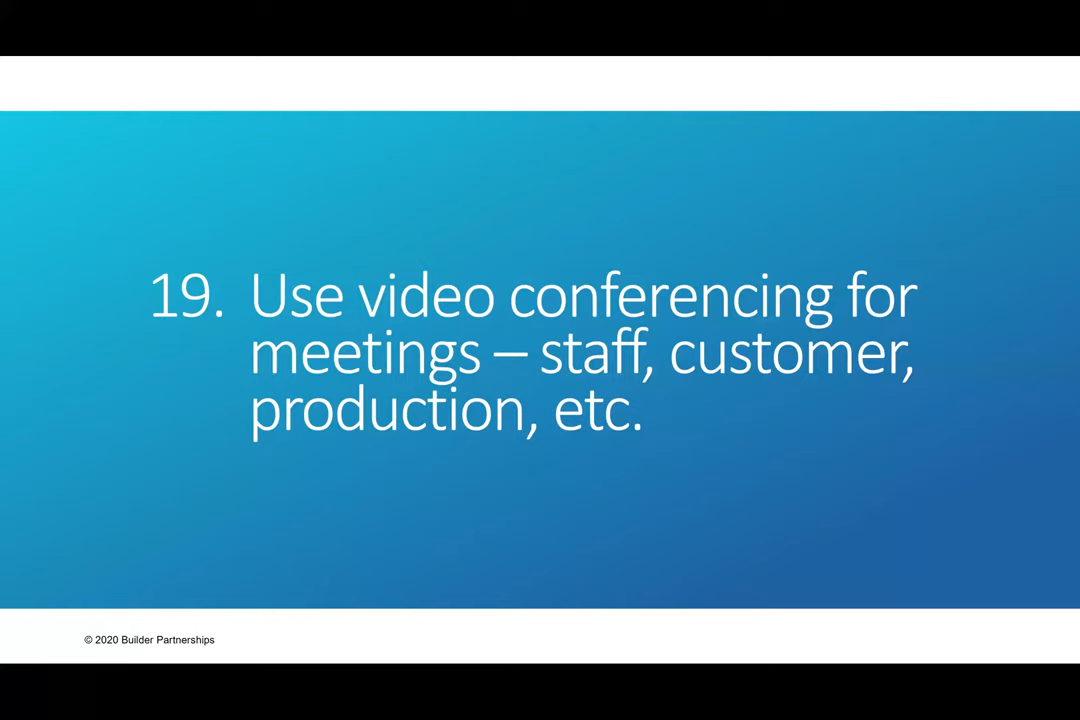 19. Use video conferencing for
meetings – staff, customer,
production, etc.
© 2020 Builder Partnerships